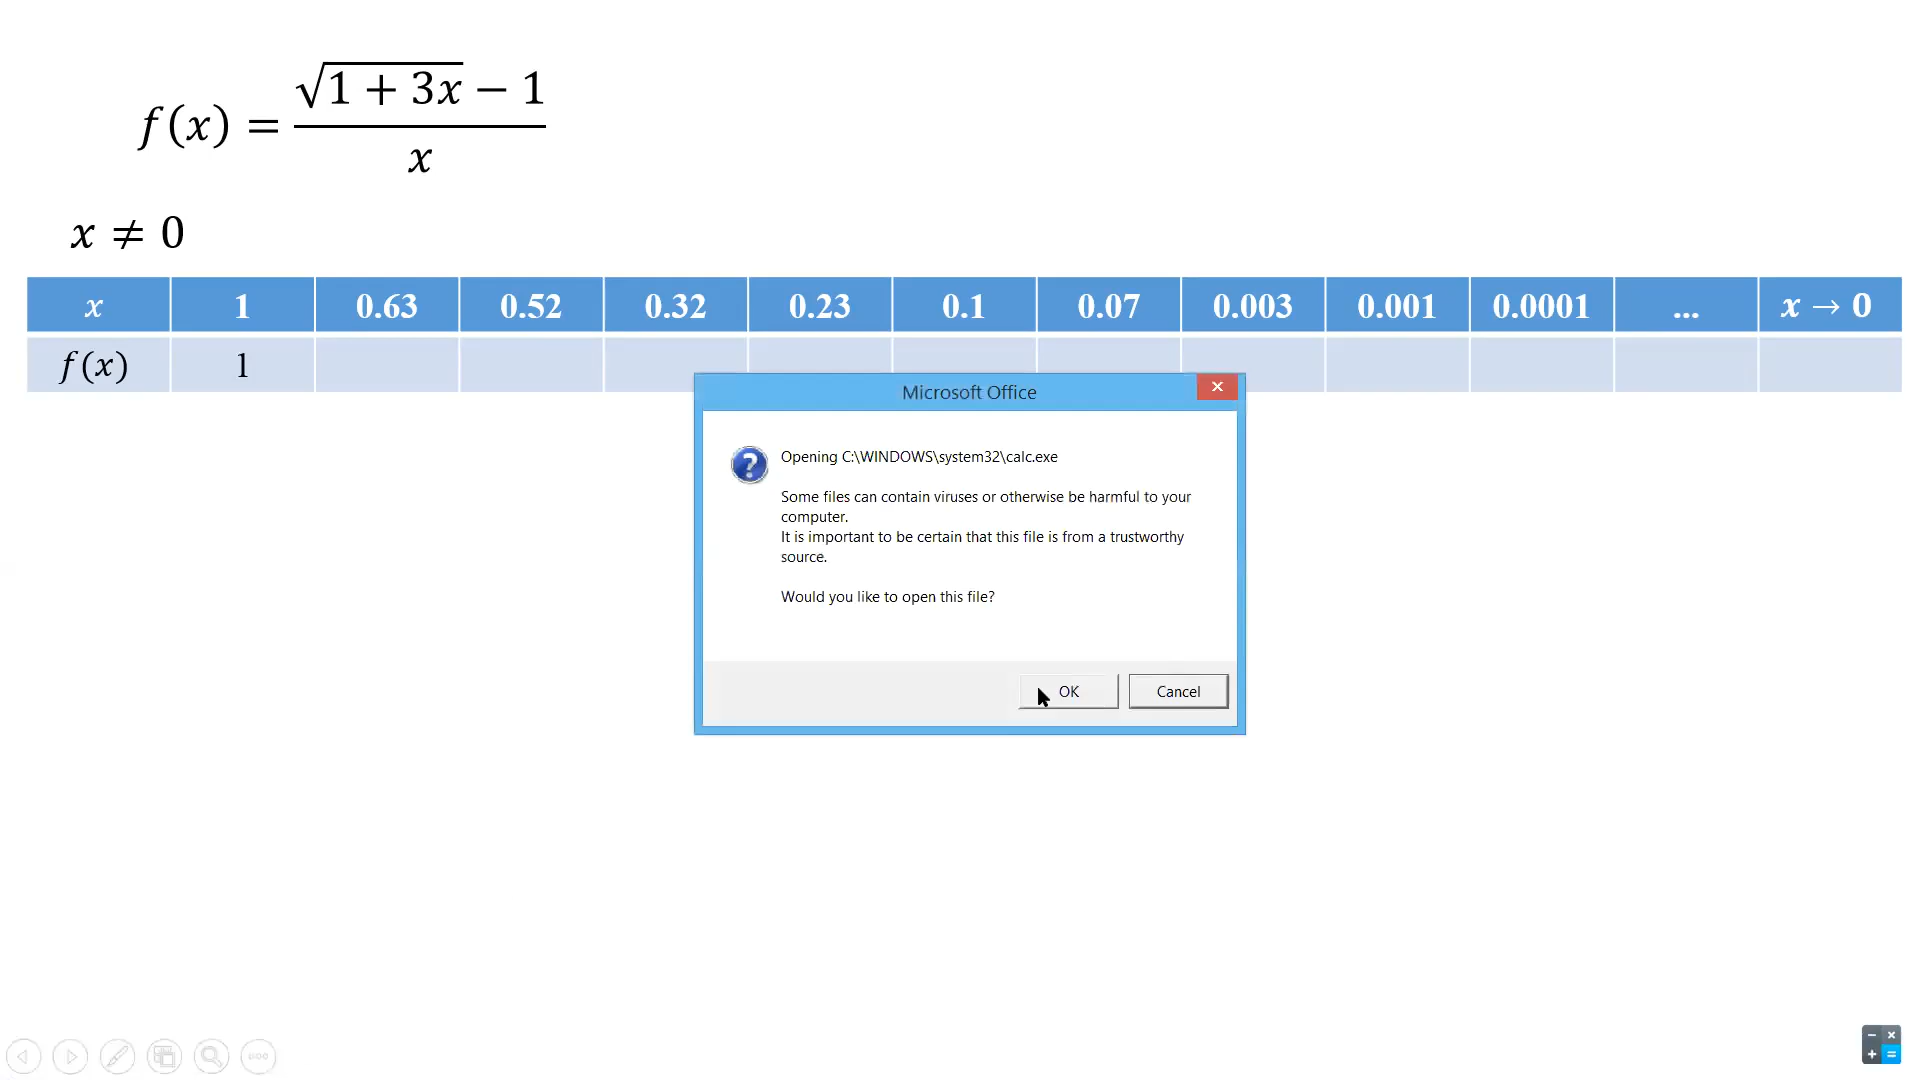 f(x) = (√(1 + 3x) − 1) / x
x ≠ 0
x 1 0.63 0.52 0.32 0.23 0.1 0.07 0.003 0.001 0.0001 ... x → 0
f(x) 1
Microsoft Office
Opening C:\WINDOWS\system32\calc.exe
Some files can contain viruses or otherwise be harmful to your
computer.
It is important to be certain that this file is from a trustworthy
source.
Would you like to open this file?
OK Cancel